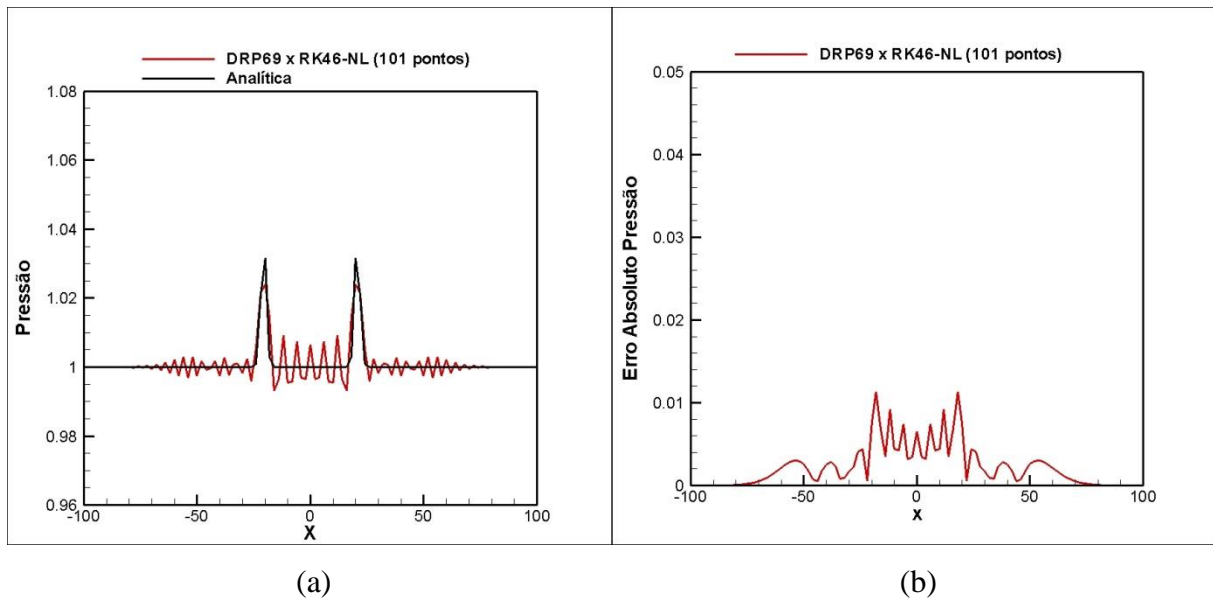 DRP69 x RK46-NL (101 pontos)
Analítica
1.08
1.06
1.04
1.02
1
0.98
0.96
Pressão
-100
-50
0
50
100
X
(a)
DRP69 x RK46-NL (101 pontos)
0.05
0.04
0.03
0.02
0.01
0
Erro Absoluto Pressão
-100
-50
0
50
100
X
(b)